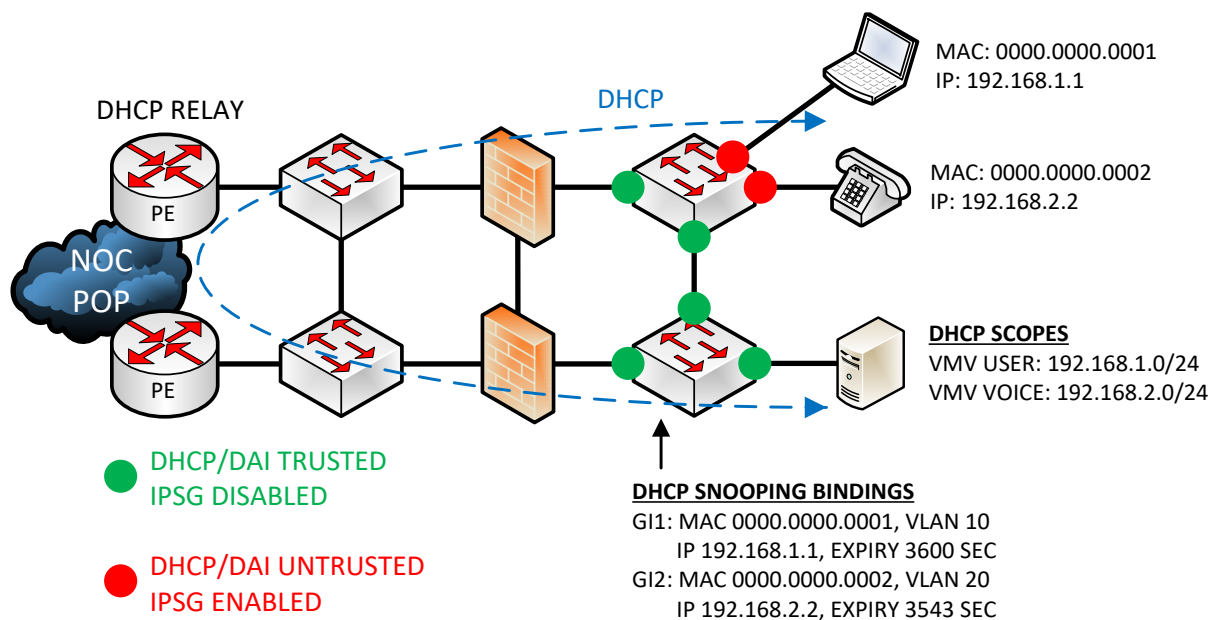 MAC: 0000.0000.0001
IP: 192.168.1.1
DHCP
DHCP RELAY
PE
MAC: 0000.0000.0002
IP: 192.168.2.2
NOC
POP
PE
DHCP SCOPES
VMV USER: 192.168.1.0/24
VMV VOICE: 192.168.2.0/24
DHCP/DAI TRUSTED
IPSG DISABLED
DHCP/DAI UNTRUSTED
IPSG ENABLED
DHCP SNOOPING BINDINGS
GI1: MAC 0000.0000.0001, VLAN 10
IP 192.168.1.1, EXPIRY 3600 SEC
GI2: MAC 0000.0000.0002, VLAN 20
IP 192.168.2.2, EXPIRY 3543 SEC